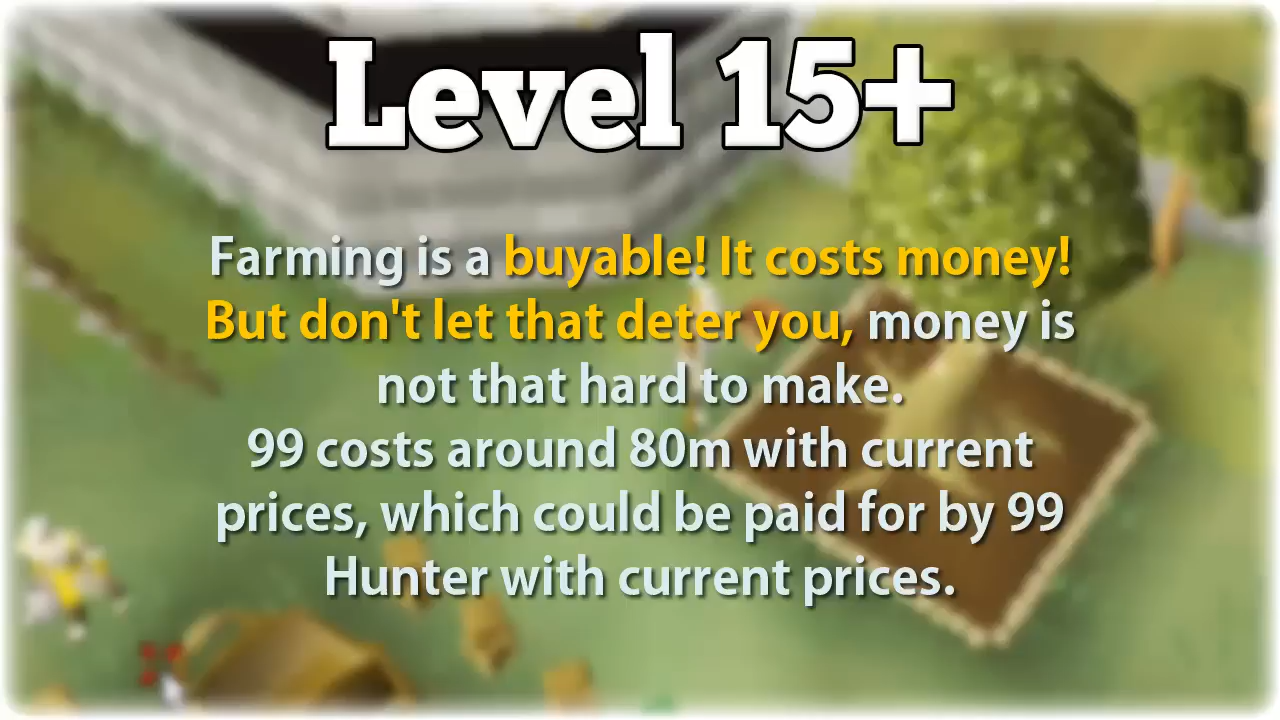 Level 15+
Farming is a buyable! It costs money!
But don't let that deter you, money is
not that hard to make.
99 costs around 80m with current
prices, which could be paid for by 99
Hunter with current prices.